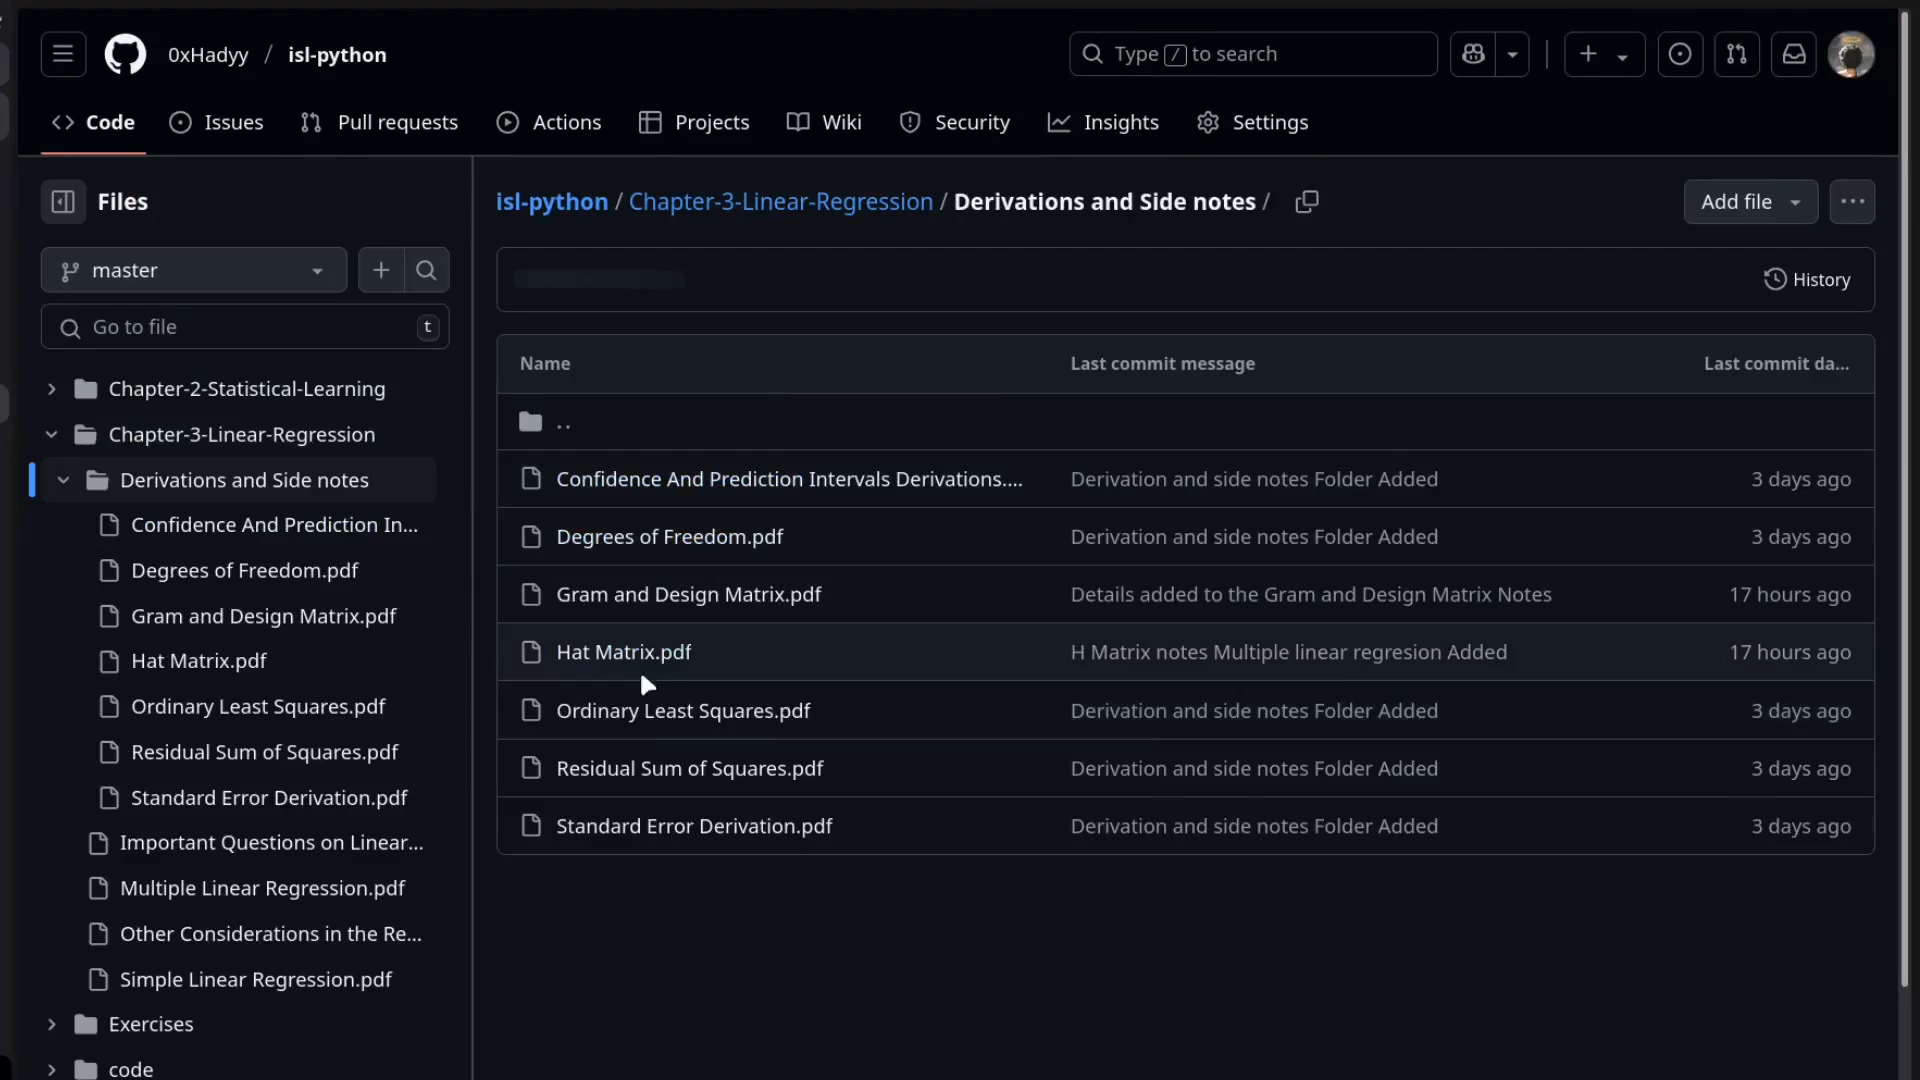 0xHadyy / isl-python
Type / to search
Code Issues Pull requests Actions Projects Wiki Security Insights Settings
Files
isl-python / Chapter-3-Linear-Regression / Derivations and Side notes /
Add file
master
History
Go to file t
Name Last commit message Last commit da...
..
Confidence And Prediction Intervals Derivations.... Derivation and side notes Folder Added 3 days ago
Degrees of Freedom.pdf Derivation and side notes Folder Added 3 days ago
Gram and Design Matrix.pdf Details added to the Gram and Design Matrix Notes 17 hours ago
Hat Matrix.pdf H Matrix notes Multiple linear regresion Added 17 hours ago
Ordinary Least Squares.pdf Derivation and side notes Folder Added 3 days ago
Residual Sum of Squares.pdf Derivation and side notes Folder Added 3 days ago
Standard Error Derivation.pdf Derivation and side notes Folder Added 3 days ago
Chapter-2-Statistical-Learning
Chapter-3-Linear-Regression
Derivations and Side notes
Confidence And Prediction In...
Degrees of Freedom.pdf
Gram and Design Matrix.pdf
Hat Matrix.pdf
Ordinary Least Squares.pdf
Residual Sum of Squares.pdf
Standard Error Derivation.pdf
Important Questions on Linear...
Multiple Linear Regression.pdf
Other Considerations in the Re...
Simple Linear Regression.pdf
Exercises
code